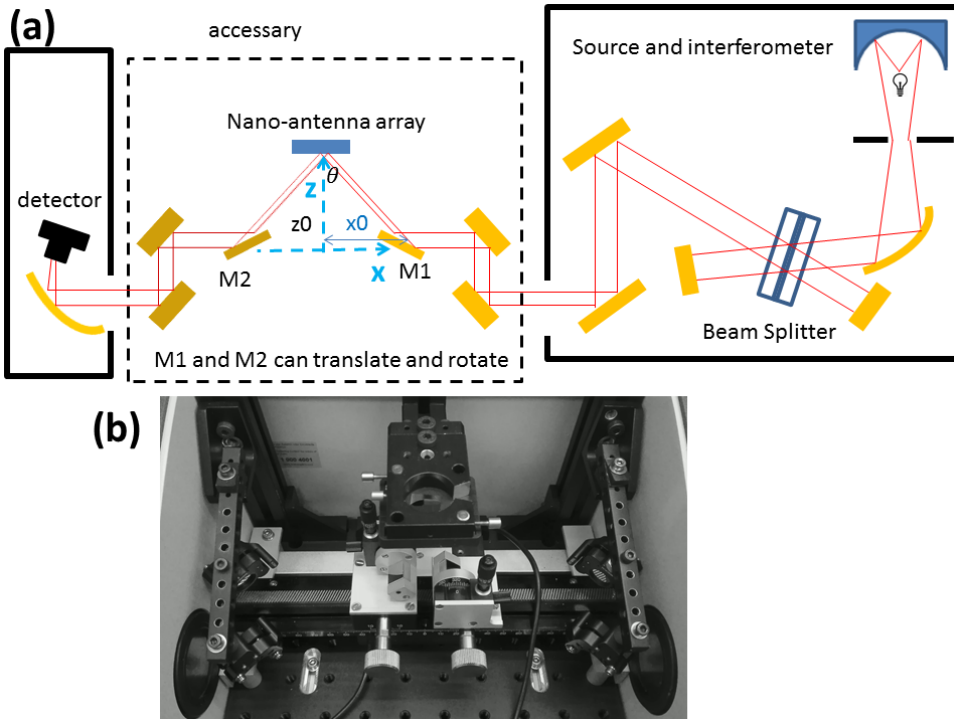 (a)
accessary
Source and interferometer
Nano-antenna array
detector
θ
z
z0
x0
x
M2
M1
Beam Splitter
M1 and M2 can translate and rotate
(b)